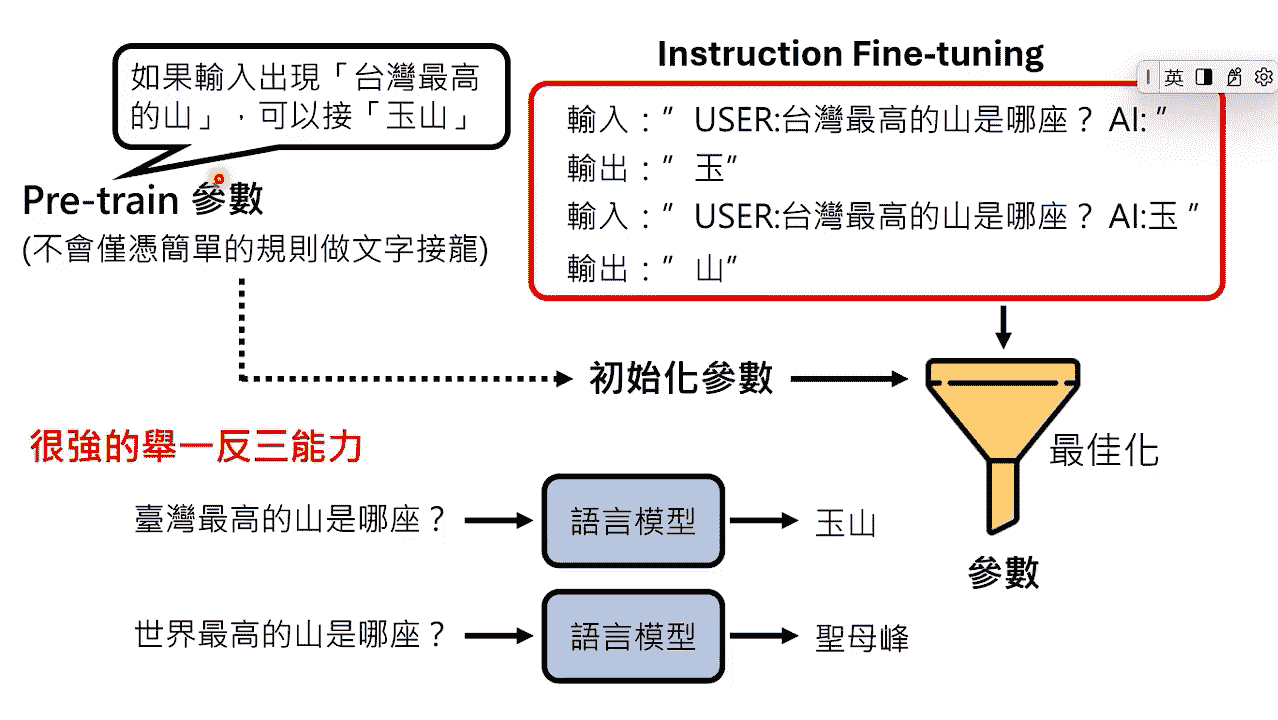 如果輸入出現「台灣最高
的山」，可以接「玉山」
Pre-train 參數
(不會僅憑簡單的規則做文字接龍)
Instruction Fine-tuning
英
輸入：” USER:台灣最高的山是哪座？ AI: ”
輸出：” 玉”
輸入：” USER:台灣最高的山是哪座？ AI:玉 ”
輸出：” 山”
初始化參數
最佳化
參數
很強的舉一反三能力
臺灣最高的山是哪座？
語言模型
玉山
世界最高的山是哪座？
語言模型
聖母峰